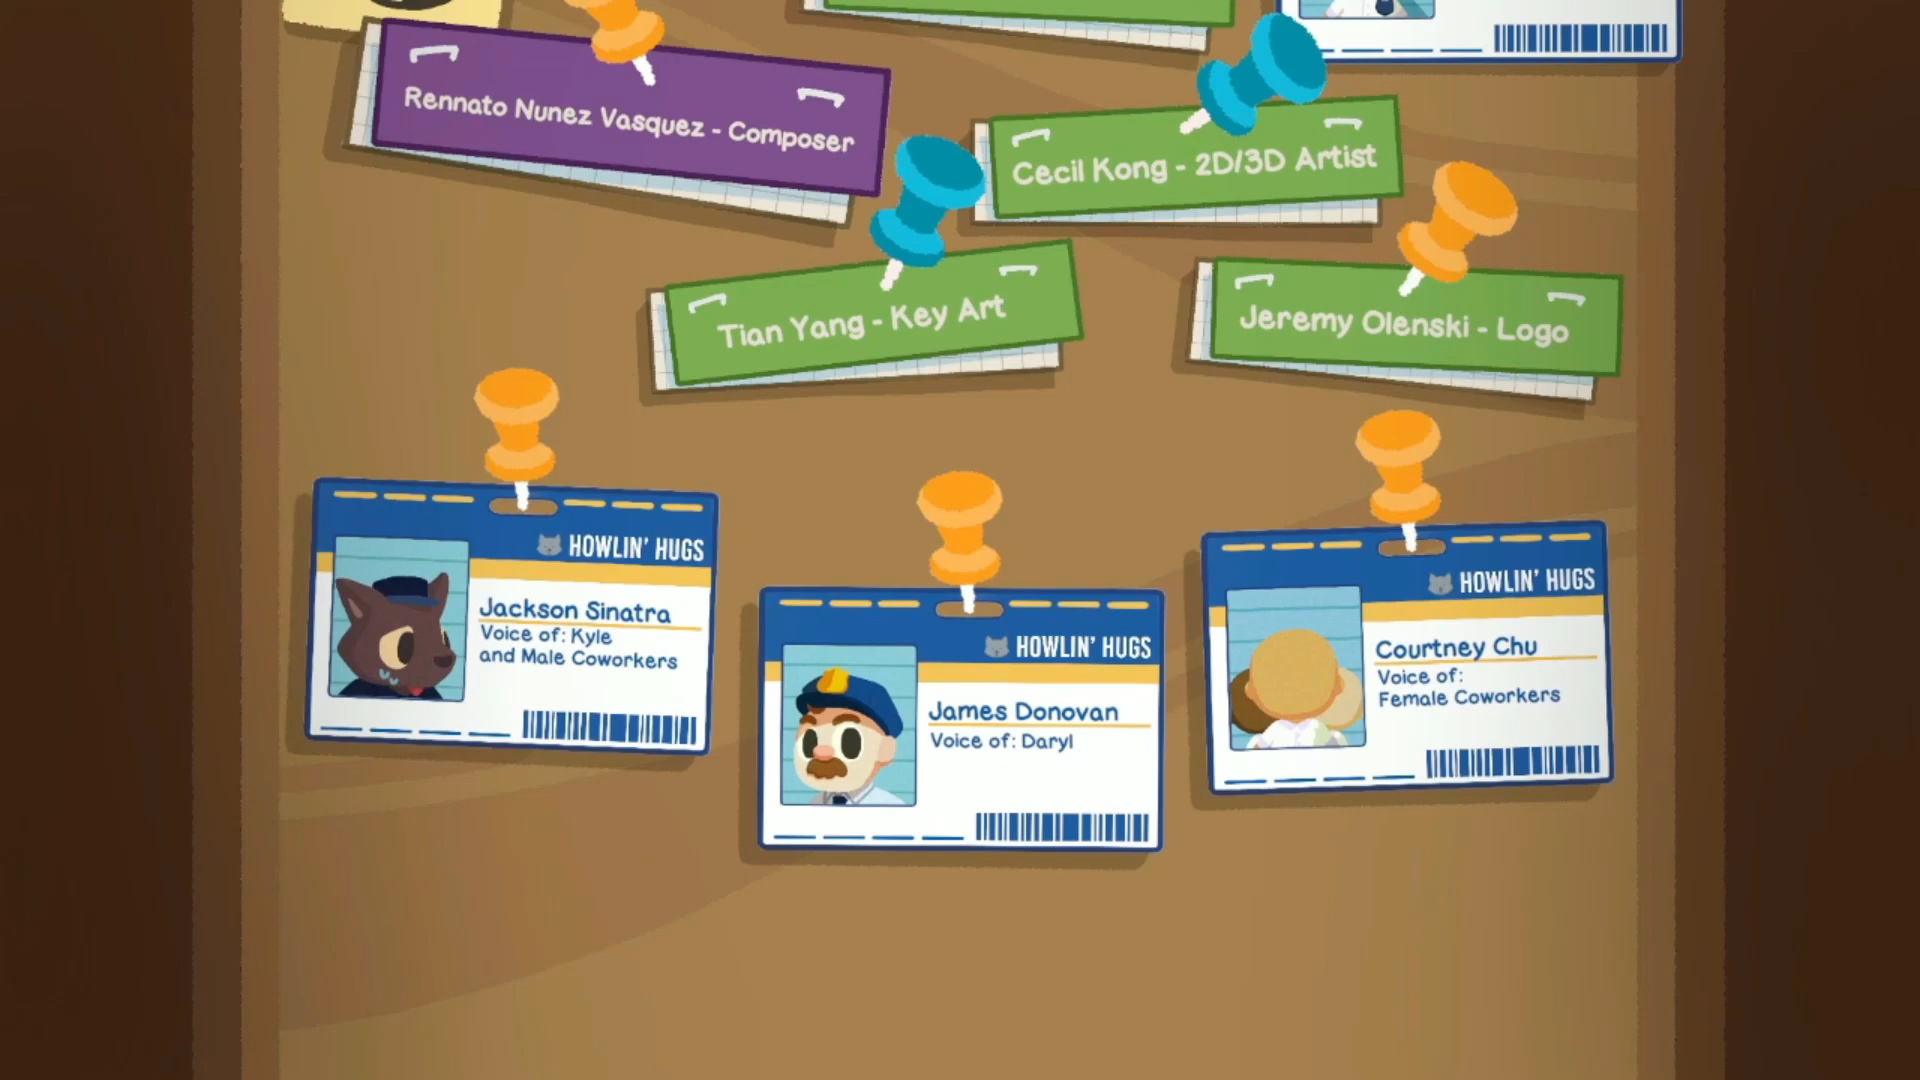 Rennato Nunez Vasquez - Composer
Cecil Kong - 2D/3D Artist
Tian Yang - Key Art
Jeremy Olenski - Logo
HOWLIN' HUGS
Jackson Sinatra
Voice of: Kyle
and Male Coworkers
HOWLIN' HUGS
James Donovan
Voice of: Daryl
HOWLIN' HUGS
Courtney Chu
Voice of:
Female Coworkers